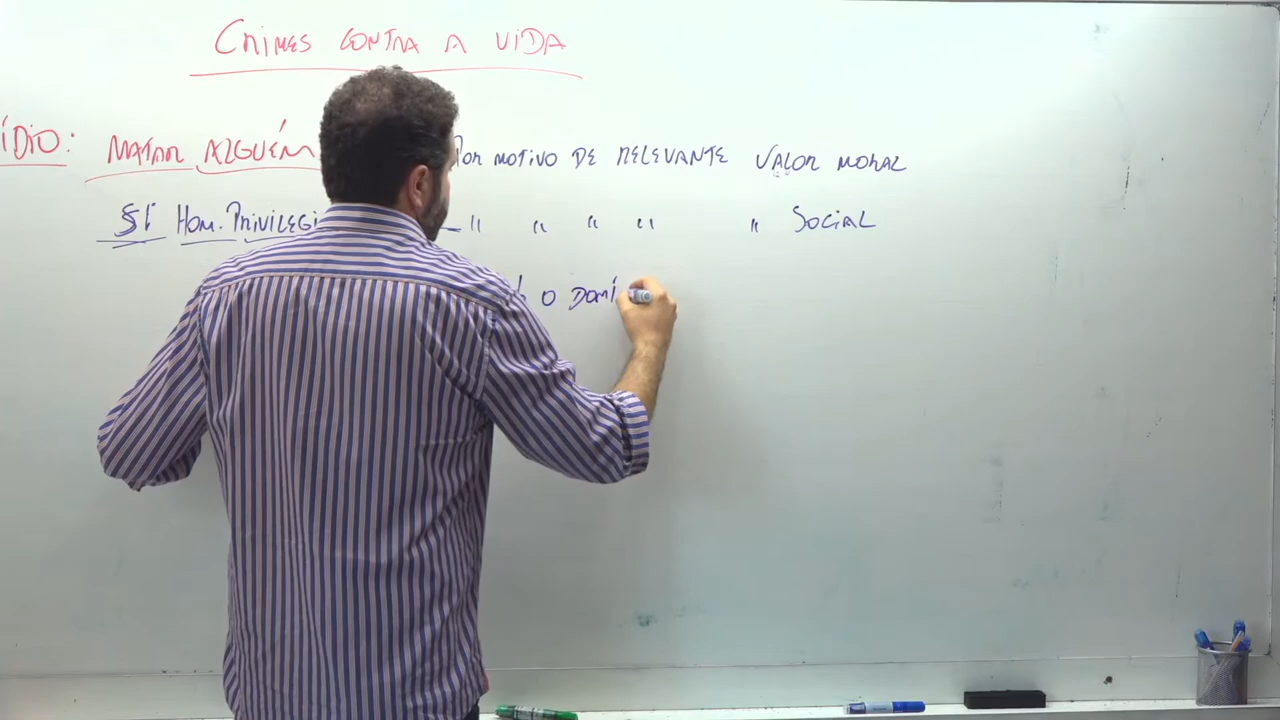 CRIMES CONTRA A VIDA
ÍDIO: MATAR ALGUÉM POR MOTIVO DE RELEVANTE VALOR MORAL
§1º HOM. PRIVILEGI - " " " " " SOCIAL
O DOMÍ